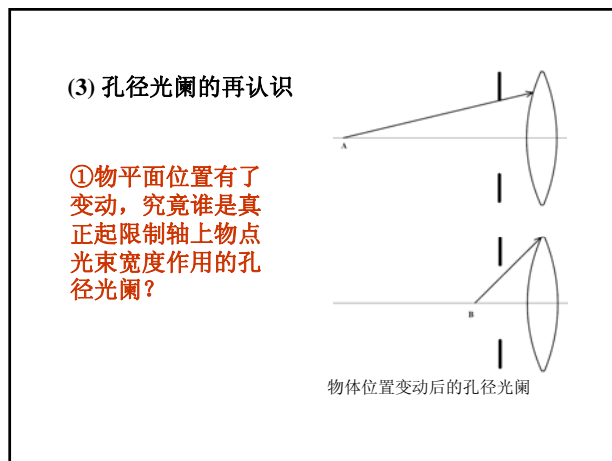 (3) 孔径光阑的再认识
①物平面位置有了
变动，究竟谁是真
正起限制轴上物点
光束宽度作用的孔
径光阑？
A
B
物体位置变动后的孔径光阑